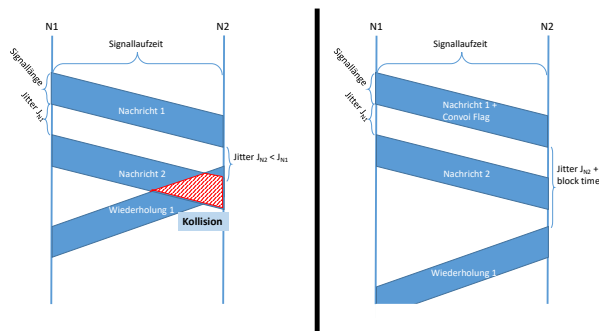 N1
N2
Signallaufzeit
Signallänge
Jitter J_N1
Nachricht 1
Jitter J_N2 < J_N1
Nachricht 2
Wiederholung 1
Kollision
N1
N2
Signallaufzeit
Signallänge
Jitter J_N1
Nachricht 1 +
Convoi Flag
Nachricht 2
Jitter J_N2 +
block time
Wiederholung 1